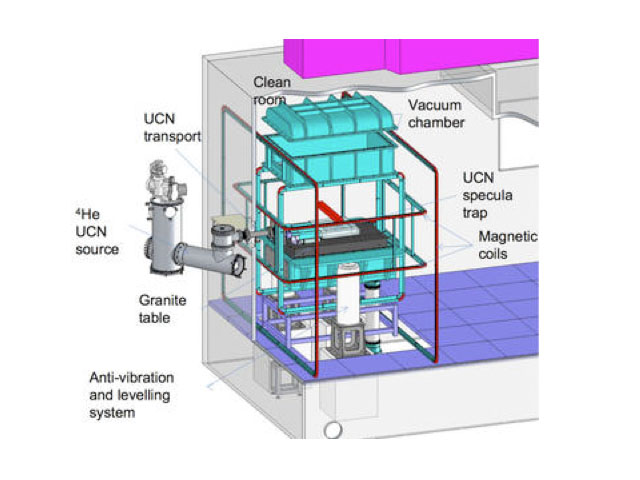 Clean
room
Vacuum
chamber
UCN
transport
UCN
specula
trap
⁴He
UCN
source
Magnetic
coils
Granite
table
Anti-vibration
and levelling
system